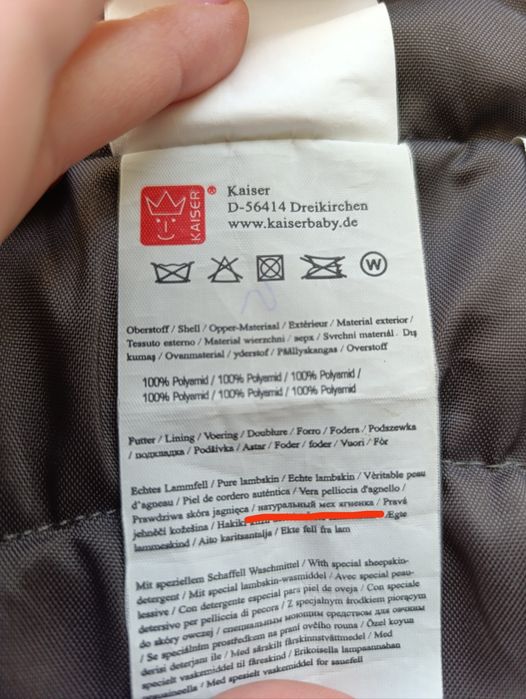 KAISER
®
Kaiser
D-56414 Dreikirchen
www.kaiserbaby.de
W
Oberstoff / Shell / Opper-Materiaal / Extérieur / Material exterior /
Tessuto esterno / Material wierzchni / верх / Svrchni materiál. Dış
kumaş / Ovanmaterial / yderstof / Päällyskangas / Overstoff
100% Polyamid / 100% Polyamid / 100% Polyamid /
100% Polyamid / 100% Polyamid / 100% Polyamid
Futter / Lining / Voering / Doublure / Forro / Fodera / Podszewka
/ подкладка / Podšívka / Astar / Foder / foder / Vuori / Fôr
Echtes Lammfell / Pure lambskin / Echte lambskin / Véritable peau
d'agneau / Piel de cordero auténtica / Vera pelliccia d'agnello /
Prawdziwa skóra jagnięca / натуральный мех ягненка / Pravá
jehněčí kožešina / Hakiki /Ægte
lammeskind / Aito karitsantalja / Ekte fell fra lam
Mit speziellem Schaffell Waschmittel / With special sheepskin-
detergent / Met special lambskin-wasmiddel / Avec special peau-
lessive / Con detergente especial para piel de oveja / Con speciale
detersivo per pelliccia di pecora / Z specjalnym środkiem piorącym
do skóry owczej / специальным моющим средством для овчин
/ Se speciálním prostředkem na praní ovčího rouna / Özel koyun
derisi deterjanı ile / Med särskilt fårskinnstvättmedel / Med
specielt vaskemiddel til fåreskind / Erikoisella lampaannahan
pesuaineella / Med spesielt vaskemiddel for sauefell